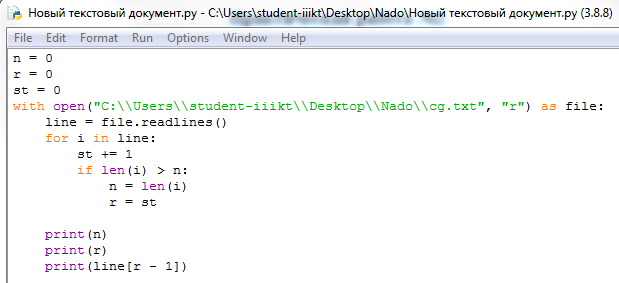 Новый текстовый документ.py - C:\Users\student-iiikt\Desktop\Nado\Новый текстовый документ.py (3.8.8)
File Edit Format Run Options Window Help
n = 0
r = 0
st = 0
with open("C:\\Users\\student-iiikt\\Desktop\\Nado\\cg.txt", "r") as file:
    line = file.readlines()
    for i in line:
        st += 1
        if len(i) > n:
            n = len(i)
            r = st
    print(n)
    print(r)
    print(line[r - 1])